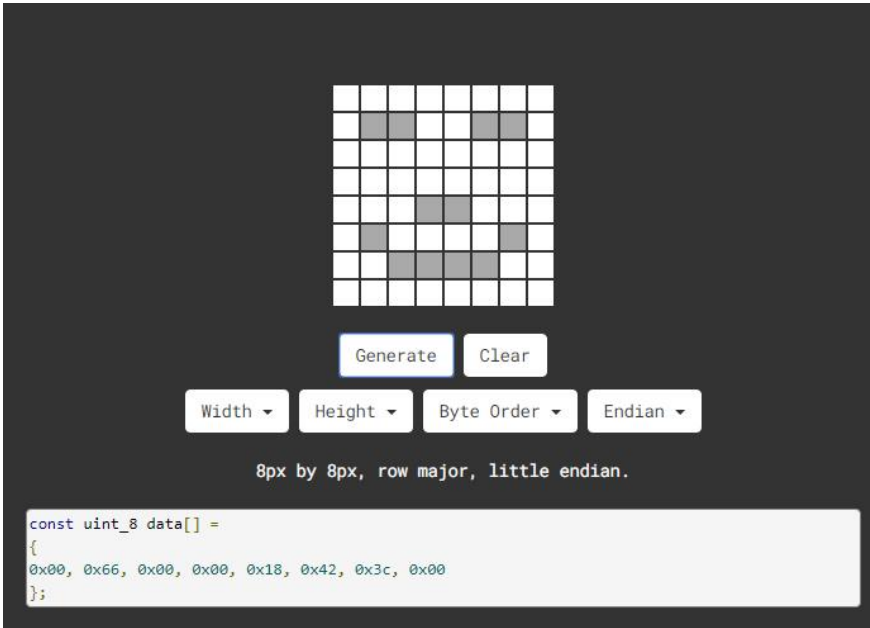 Generate Clear
Width Height Byte Order Endian
8px by 8px, row major, little endian.
const uint_8 data[] =
{
0x00, 0x66, 0x00, 0x00, 0x18, 0x42, 0x3c, 0x00
};